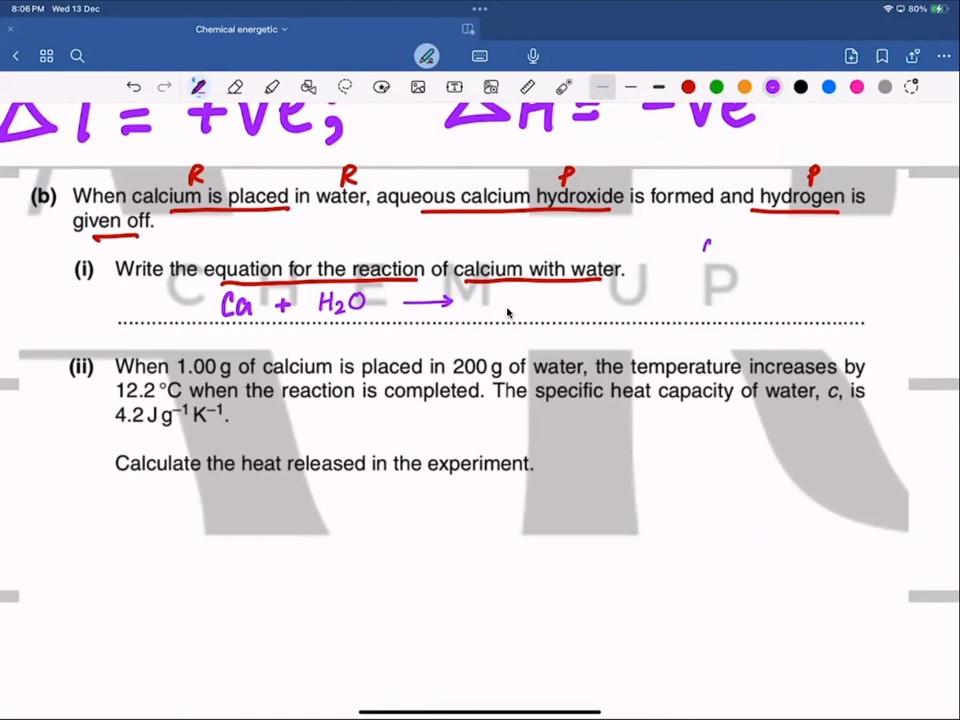 8:06 PM Wed 13 Dec
80%
Chemical energetic
ΔT = +ve; ΔH = -ve
R R P P
(b) When calcium is placed in water, aqueous calcium hydroxide is formed and hydrogen is
given off.
(i) Write the equation for the reaction of calcium with water.
CHEM UP
Ca + H₂O ⟶
(ii) When 1.00 g of calcium is placed in 200 g of water, the temperature increases by
12.2 °C when the reaction is completed. The specific heat capacity of water, c, is
4.2 J g⁻¹ K⁻¹.
Calculate the heat released in the experiment.